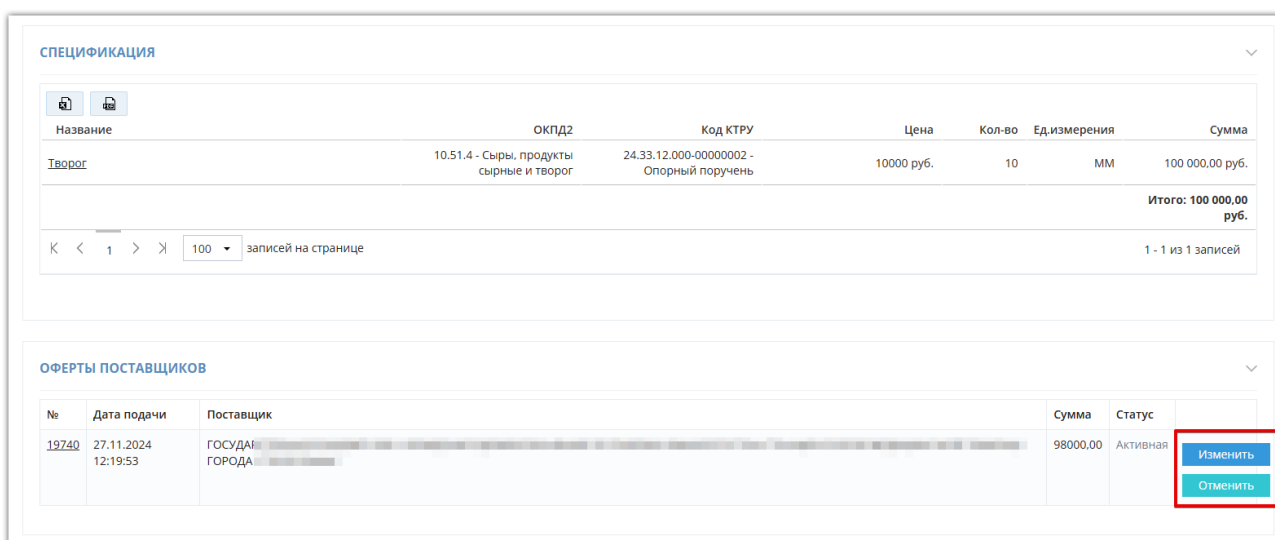 СПЕЦИФИКАЦИЯ
Название ОКПД2 Код КТРУ Цена Кол-во Ед.измерения Сумма
Творог 10.51.4 - Сыры, продукты сырные и творог 24.33.12.000-00000002 - Опорный поручень 10000 руб. 10 ММ 100 000,00 руб.
Итого: 100 000,00
руб.
1 100 записей на странице 1 - 1 из 1 записей
ОФЕРТЫ ПОСТАВЩИКОВ
№ Дата подачи Поставщик Сумма Статус
19740 27.11.2024 12:19:53 98000,00 Активная
ГОРОДА
Изменить
Отменить